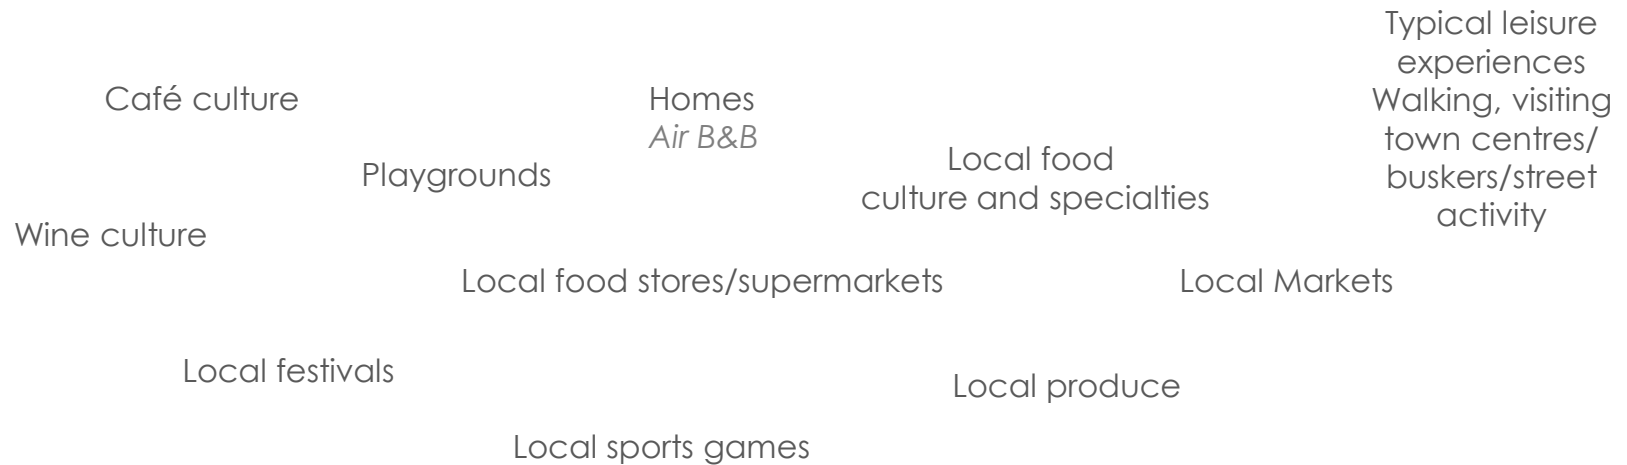 Typical leisure
experiences
Walking, visiting
town centres/
buskers/street
activity
Café culture
Homes
Air B&B
Local food
culture and specialties
Playgrounds
Wine culture
Local food stores/supermarkets
Local Markets
Local festivals
Local produce
Local sports games